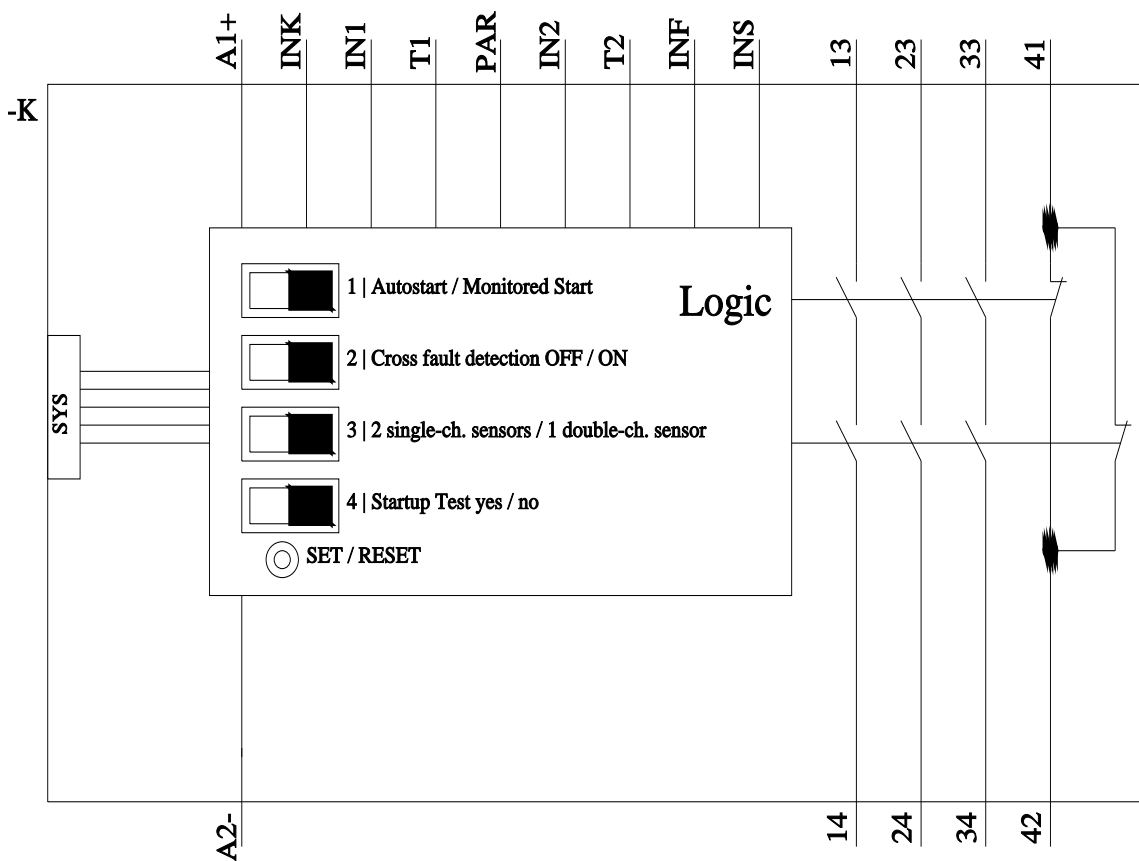 A1+
INK
IN1
T1
PAR
IN2
T2
INF
INS
13
23
33
41
-K
1 | Autostart / Monitored Start
Logic
2 | Cross fault detection OFF / ON
SYS
3 | 2 single-ch. sensors / 1 double-ch. sensor
4 | Startup Test yes / no
SET / RESET
A2-
14
24
34
42